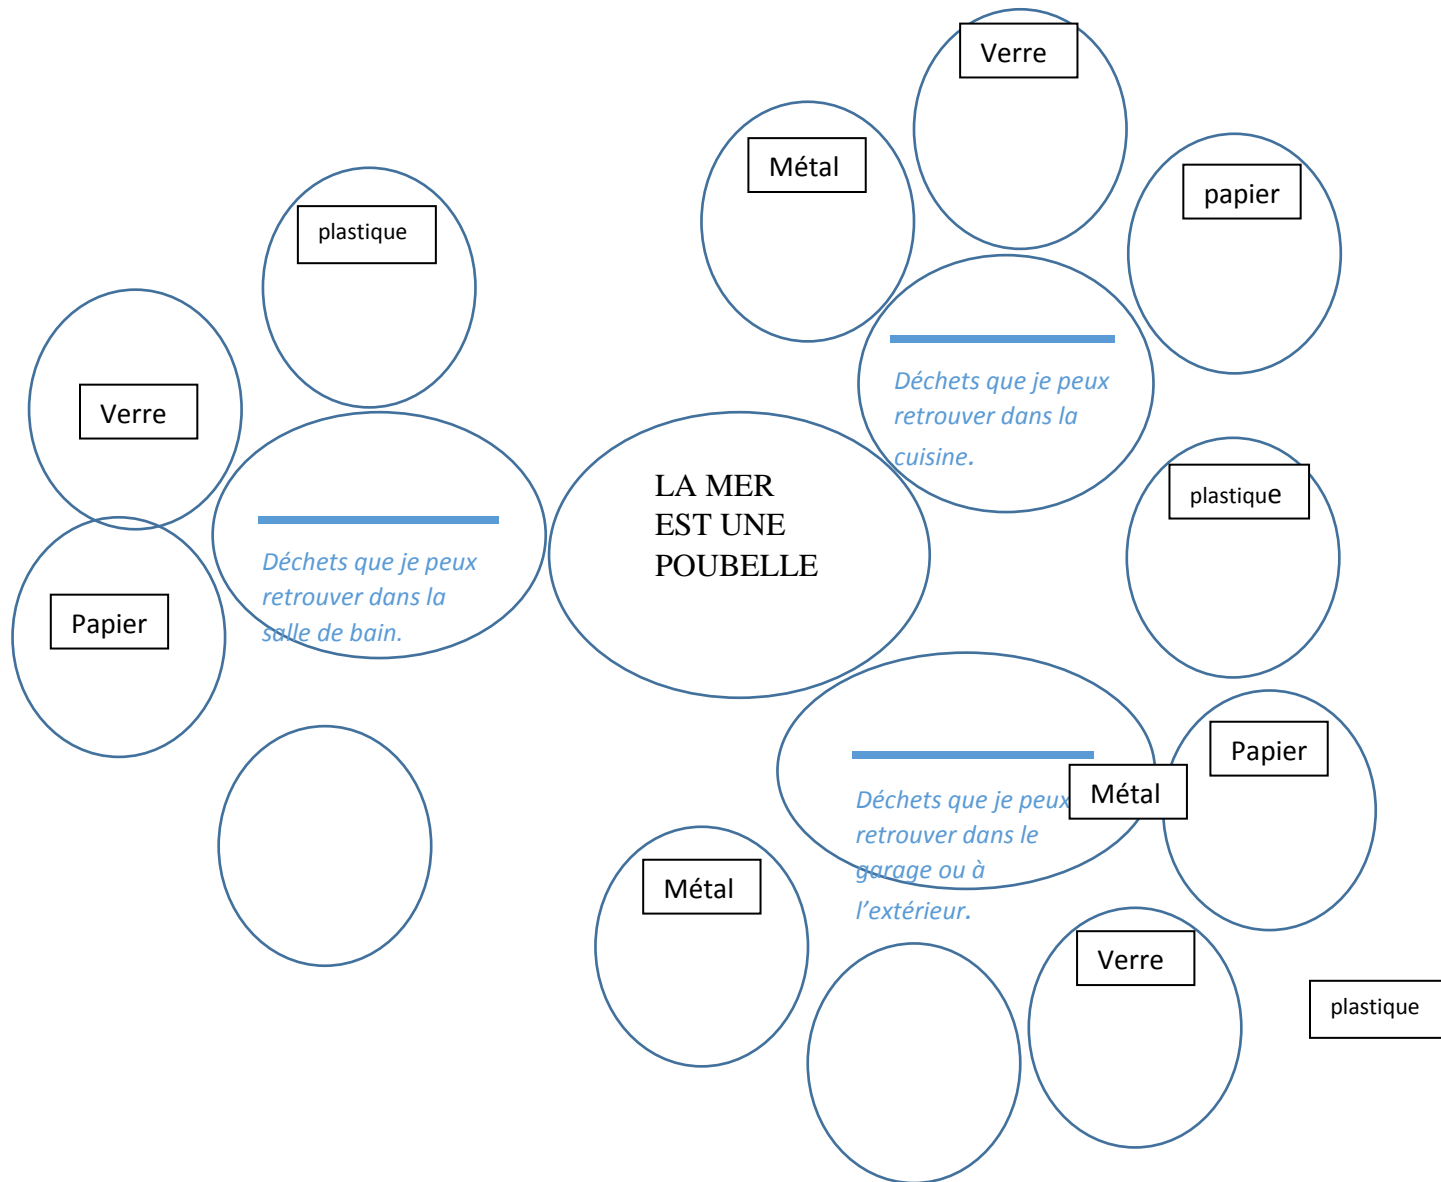 Verre
Métal
papier
plastique
Déchets que je peux
retrouver dans la
cuisine.
Verre
LA MER
EST UNE
POUBELLE
plastique
Déchets que je peux
retrouver dans la
salle de bain.
Papier
Papier
Métal
Déchets que je peux
retrouver dans le
garage ou à
l'extérieur.
Métal
Verre
plastique